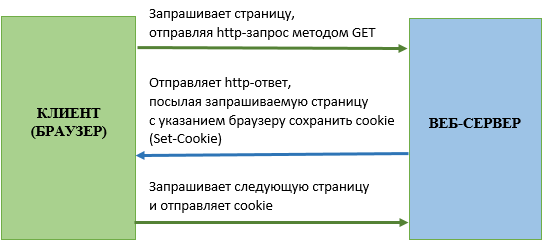 Запрашивает страницу,
отправляя http-запрос методом GET
КЛИЕНТ
(БРАУЗЕР)
Отправляет http-ответ,
посылая запрашиваемую страницу
с указанием браузеру сохранить cookie
(Set-Cookie)
ВЕБ-СЕРВЕР
Запрашивает следующую страницу
и отправляет cookie